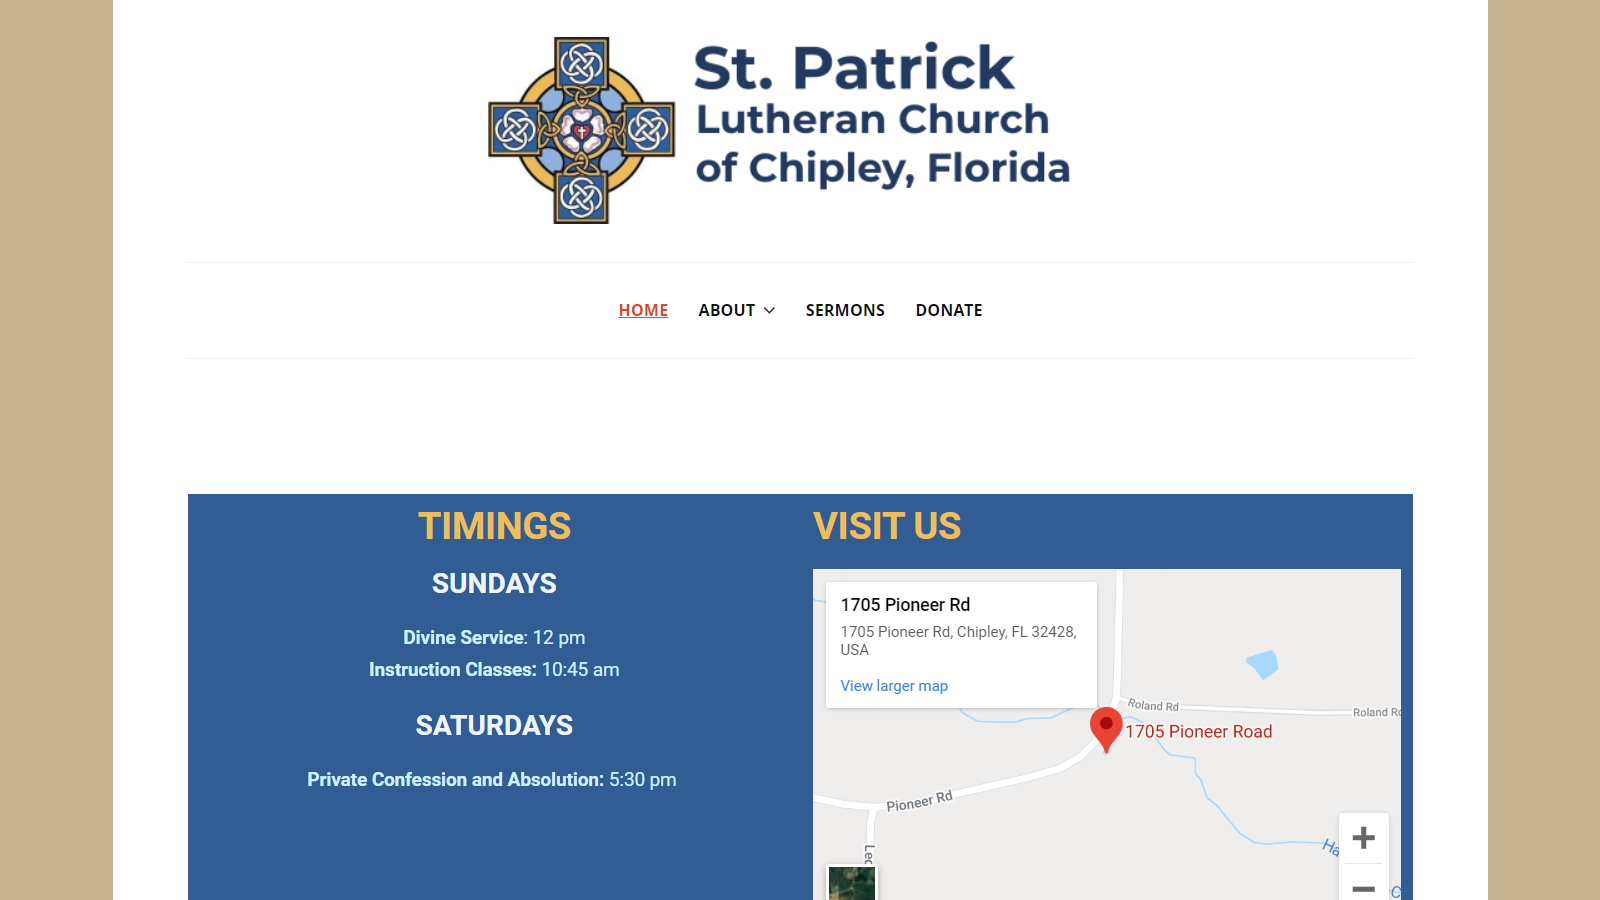 St. Patrick
Lutheran Church
of Chipley, Florida
HOME
ABOUT
SERMONS
DONATE
TIMINGS
SUNDAYS
Divine Service: 12 pm
Instruction Classes: 10:45 am
SATURDAYS
Private Confession and Absolution: 5:30 pm
VISIT US
1705 Pioneer Rd
1705 Pioneer Rd, Chipley, FL 32428,
USA
View larger map
Roland Rd
Roland Rd
1705 Pioneer Road
Pioneer Rd